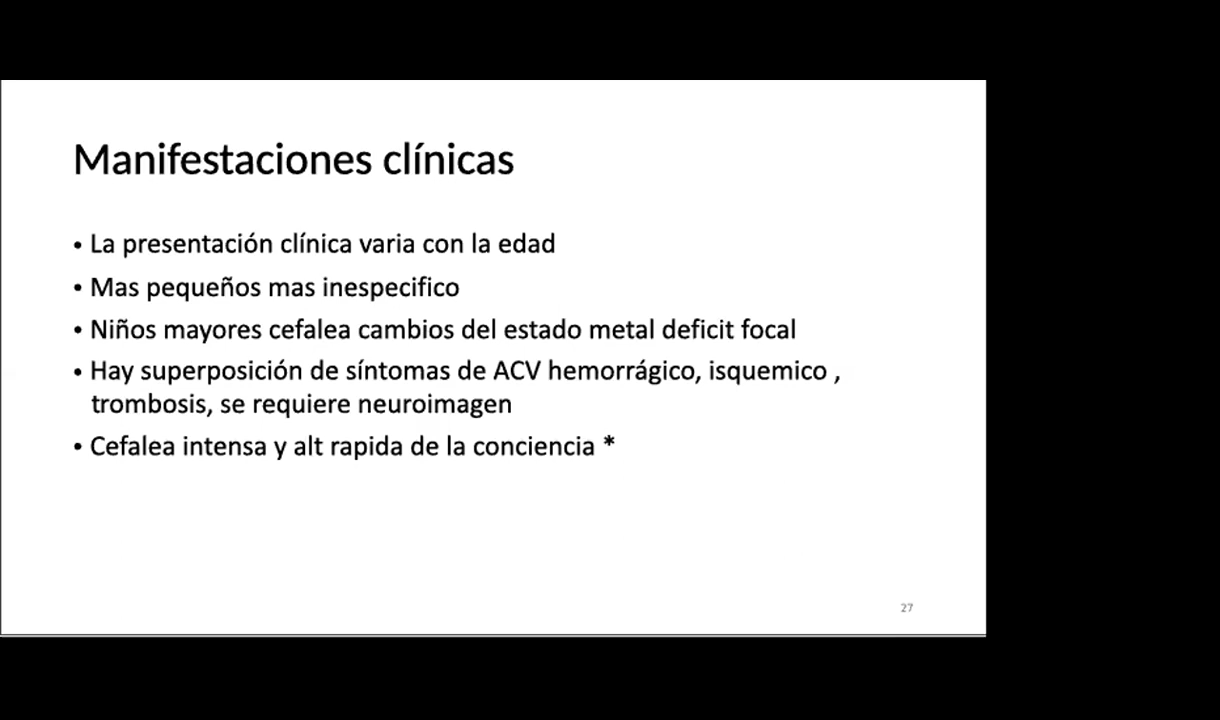 Manifestaciones clínicas
• La presentación clínica varia con la edad
• Mas pequeños mas inespecifico
• Niños mayores cefalea cambios del estado metal deficit focal
• Hay superposición de síntomas de ACV hemorrágico, isquemico ,
trombosis, se requiere neuroimagen
• Cefalea intensa y alt rapida de la conciencia *
27